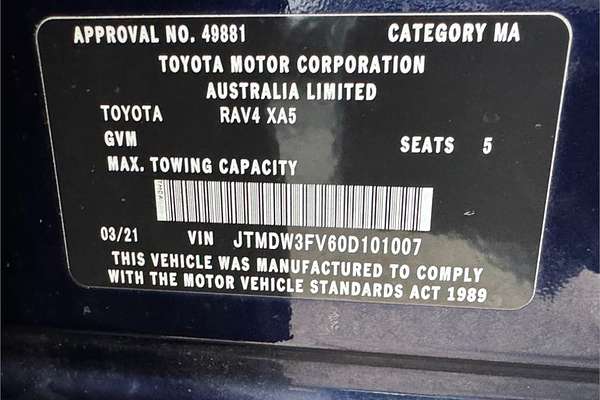 APPROVAL NO. 49881 CATEGORY MA
TOYOTA MOTOR CORPORATION
AUSTRALIA LIMITED
TOYOTA RAV4 XA5
GVM SEATS 5
MAX. TOWING CAPACITY
03/21 VIN JTMDW3FV60D101007
THIS VEHICLE WAS MANUFACTURED TO COMPLY
WITH THE MOTOR VEHICLE STANDARDS ACT 1989